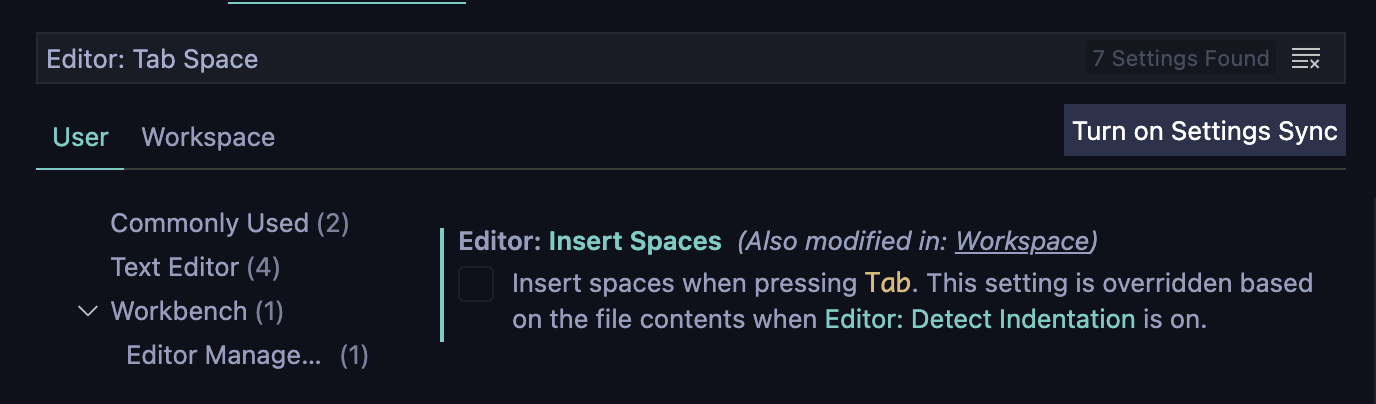 Editor: Tab Space
7 Settings Found
User
Workspace
Turn on Settings Sync
Commonly Used (2)
Text Editor (4)
Workbench (1)
Editor Manage... (1)
Editor: Insert Spaces (Also modified in: Workspace)
Insert spaces when pressing Tab. This setting is overridden based
on the file contents when Editor: Detect Indentation is on.